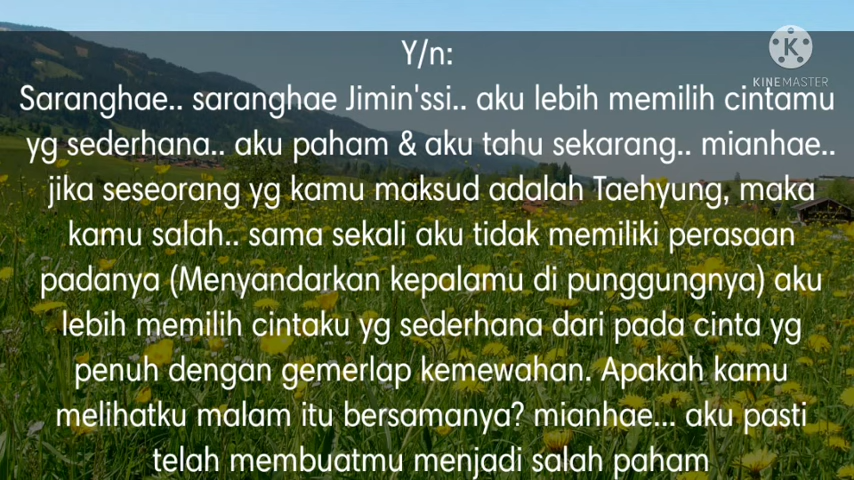 Y/n:
KINEMASTER
Saranghae.. saranghae Jimin'ssi.. aku lebih memilih cintamu
yg sederhana.. aku paham & aku tahu sekarang.. mianhae..
jika seseorang yg kamu maksud adalah Taehyung, maka
kamu salah.. sama sekali aku tidak memiliki perasaan
padanya (Menyandarkan kepalamu di punggungnya) aku
lebih memilih cintaku yg sederhana dari pada cinta yg
penuh dengan gemerlap kemewahan. Apakah kamu
melihatku malam itu bersamanya? mianhae... aku pasti
telah membuatmu menjadi salah paham